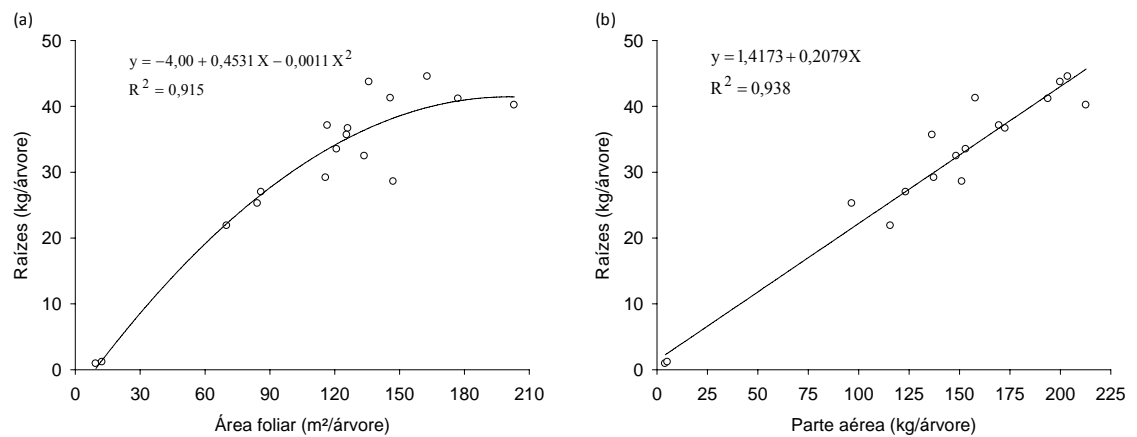 (a)
y = −4,00 + 0,4531 X − 0,0011 X²
R² = 0,915
Raízes (kg/árvore)
50
40
30
20
10
0
0 30 60 90 120 150 180 210
Área foliar (m²/árvore)
(b)
y = 1,4173 + 0,2079X
R² = 0,938
Raízes (kg/árvore)
50
40
30
20
10
0
0 25 50 75 100 125 150 175 200 225
Parte aérea (kg/árvore)